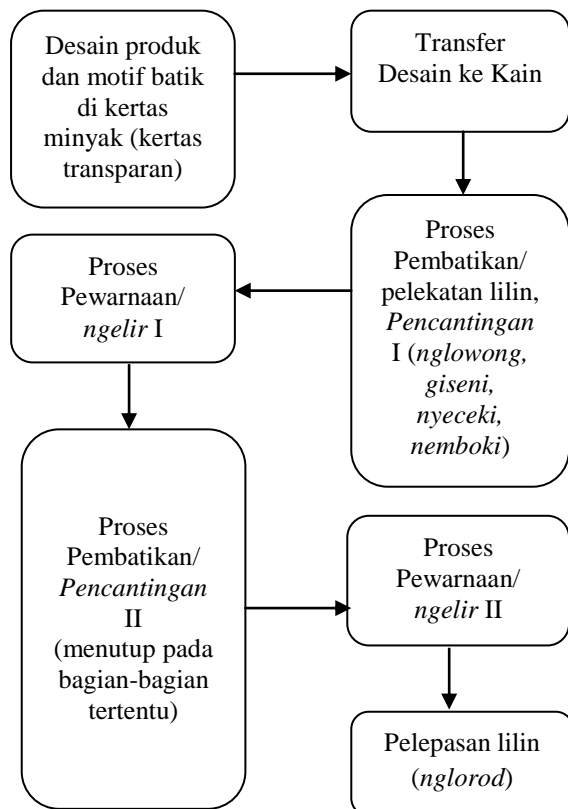 Desain produk
dan motif batik
di kertas
minyak (kertas
transparan)
Transfer
Desain ke Kain
Proses
Pembatikan/
pelekatan lilin,
Pencantingan
I (nglowong,
giseni,
nyeceki,
nemboki)
Proses
Pewarnaan/
ngelir I
Proses
Pembatikan/
Pencantingan
II
(menutup pada
bagian-bagian
tertentu)
Proses
Pewarnaan/
ngelir II
Pelepasan lilin
(nglorod)